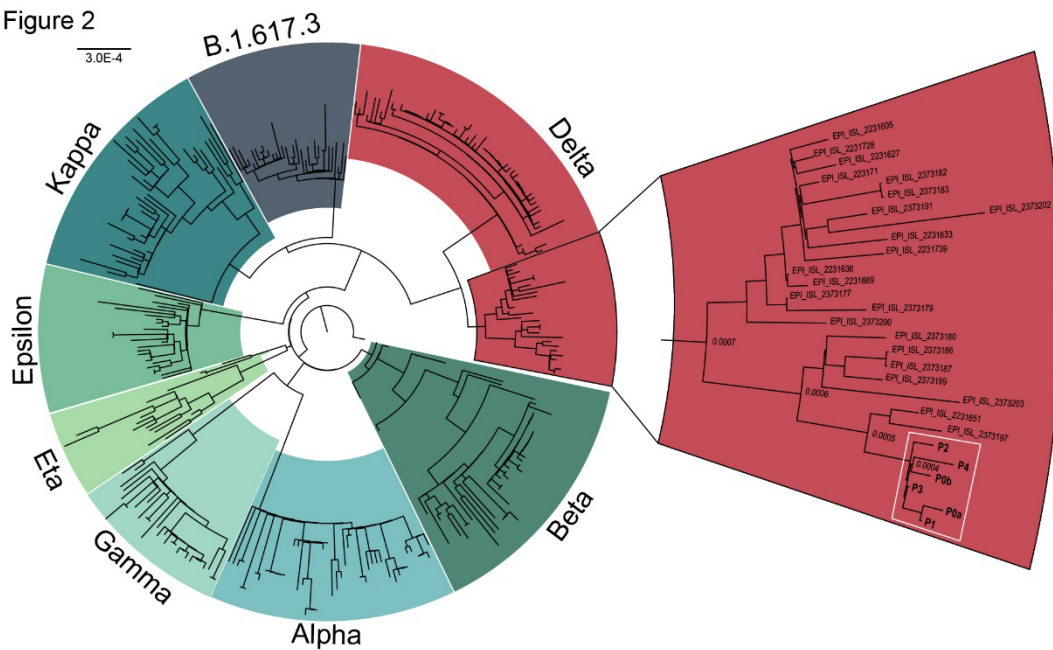 Figure 2
3.0E-4
B.1.617.3
Delta
Kappa
Epsilon
Eta
Gamma
Alpha
Beta
EPI_ISL_2231605
EPI_ISL_2231728
EPI_ISL_2231627
EPI_ISL_223171
EPI_ISL_2373182
EPI_ISL_2373183
EPI_ISL_2373191
EPI_ISL_2373202
EPI_ISL_2231633
EPI_ISL_2231739
EPI_ISL_2231636
EPI_ISL_2231669
EPI_ISL_2373177
EPI_ISL_2373179
EPI_ISL_2373200
0.0007
EPI_ISL_2373180
EPI_ISL_2373186
EPI_ISL_2373187
EPI_ISL_2373199
0.0006
EPI_ISL_2373203
EPI_ISL_2231651
EPI_ISL_2373197
0.0005
P2
0.0004
P4
P0b
P3
P0a
P1